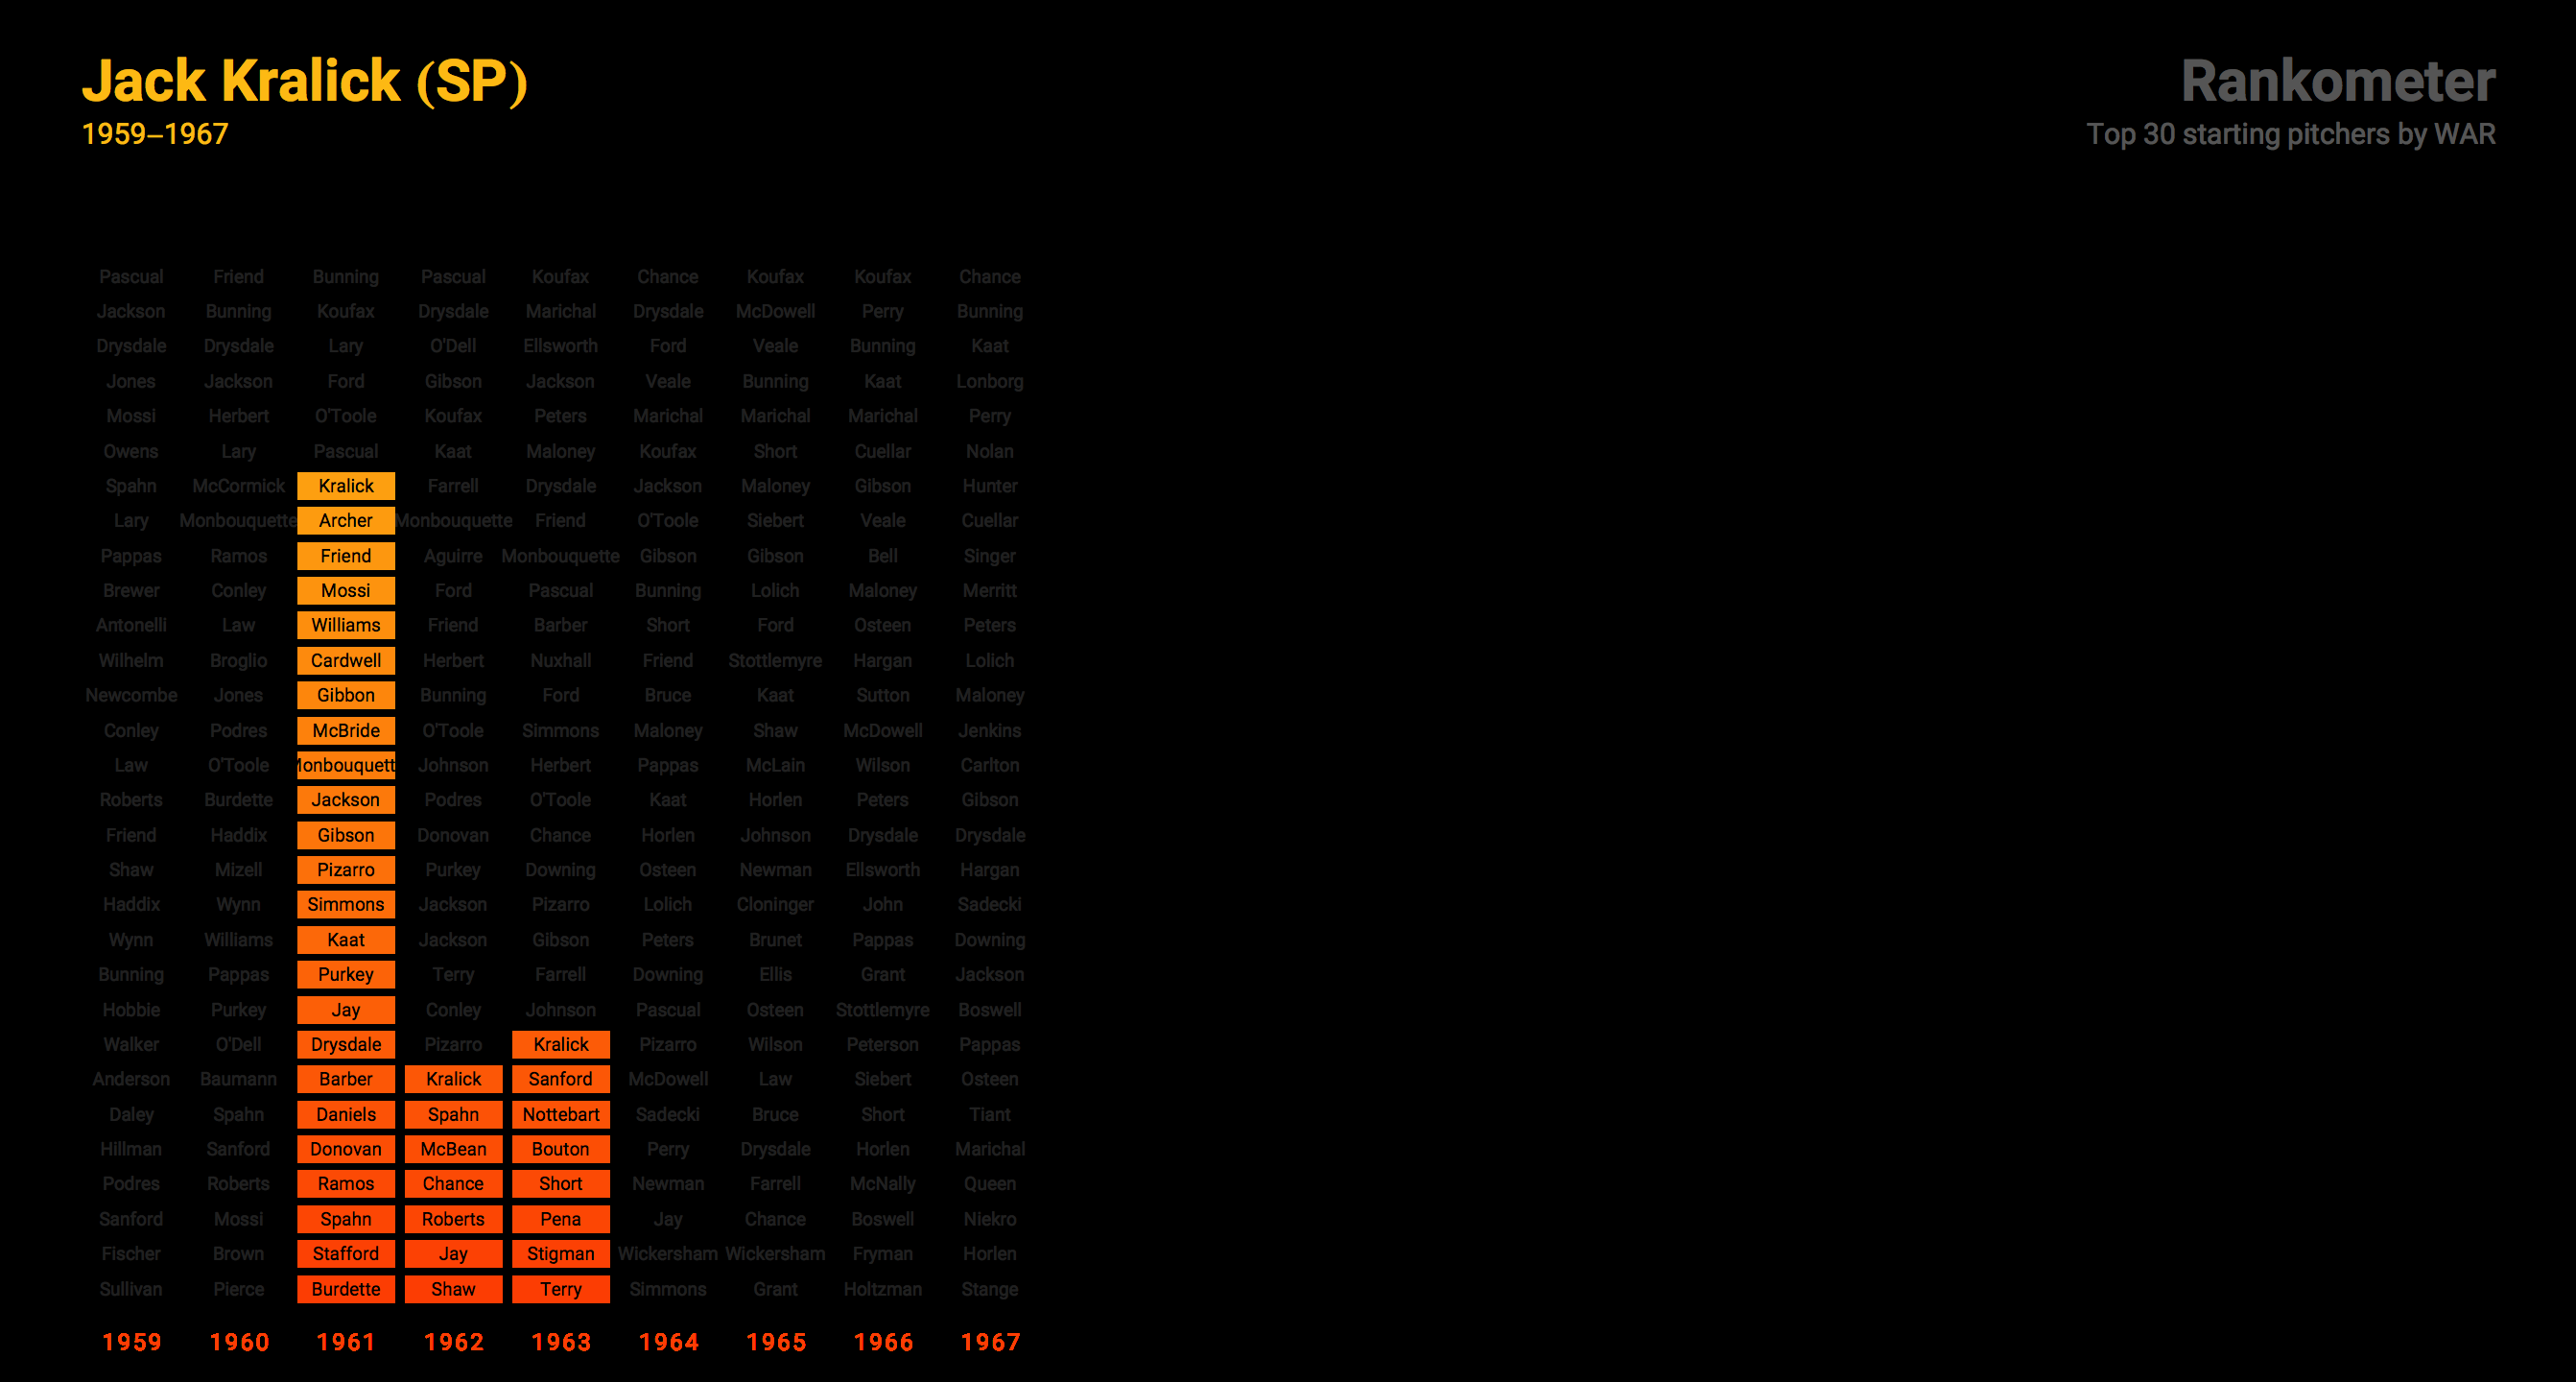 Jack Kralick (SP)
1959–1967
Rankometer
Top 30 starting pitchers by WAR
Pascual Friend Bunning Pascual Koufax Chance Koufax Koufax Chance
Jackson Bunning Koufax Drysdale Marichal Drysdale McDowell Perry Bunning
Drysdale Drysdale Lary O'Dell Ellsworth Ford Veale Bunning Kaat
Jones Jackson Ford Gibson Jackson Veale Bunning Kaat Lonborg
Mossi Herbert O'Toole Koufax Peters Marichal Marichal Marichal Perry
Owens Lary Pascual Kaat Maloney Koufax Short Cuellar Nolan
Spahn McCormick Kralick Farrell Drysdale Jackson Maloney Gibson Hunter
Lary Monbouquette Archer Monbouquette Friend O'Toole Siebert Veale Cuellar
Pappas Ramos Friend Aguirre Monbouquette Gibson Gibson Bell Singer
Brewer Conley Mossi Ford Pascual Bunning Lolich Maloney Merritt
Antonelli Law Williams Friend Barber Short Ford Osteen Peters
Wilhelm Broglio Cardwell Herbert Nuxhall Friend Stottlemyre Hargan Lolich
Newcombe Jones Gibbon Bunning Ford Bruce Kaat Sutton Maloney
Conley Podres McBride O'Toole Simmons Maloney Shaw McDowell Jenkins
Law O'Toole Monbouquett Johnson Herbert Pappas McLain Wilson Carlton
Roberts Burdette Jackson Podres O'Toole Kaat Horlen Peters Gibson
Friend Haddix Gibson Donovan Chance Horlen Johnson Drysdale Drysdale
Shaw Mizell Pizarro Purkey Downing Osteen Newman Ellsworth Hargan
Haddix Wynn Simmons Jackson Pizarro Lolich Cloninger John Sadecki
Wynn Williams Kaat Jackson Gibson Peters Brunet Pappas Downing
Bunning Pappas Purkey Terry Farrell Downing Ellis Grant Jackson
Hobbie Purkey Jay Conley Johnson Pascual Osteen Stottlemyre Boswell
Walker O'Dell Drysdale Pizarro Kralick Pizarro Wilson Peterson Pappas
Anderson Baumann Barber Kralick Sanford McDowell Law Siebert Osteen
Daley Spahn Daniels Spahn Nottebart Sadecki Bruce Short Tiant
Hillman Sanford Donovan McBean Bouton Perry Drysdale Horlen Marichal
Podres Roberts Ramos Chance Short Newman Farrell McNally Queen
Sanford Mossi Spahn Roberts Pena Jay Chance Boswell Niekro
Fischer Brown Stafford Jay Stigman Wickersham Wickersham Fryman Horlen
Sullivan Pierce Burdette Shaw Terry Simmons Grant Holtzman Stange
1959 1960 1961 1962 1963 1964 1965 1966 1967